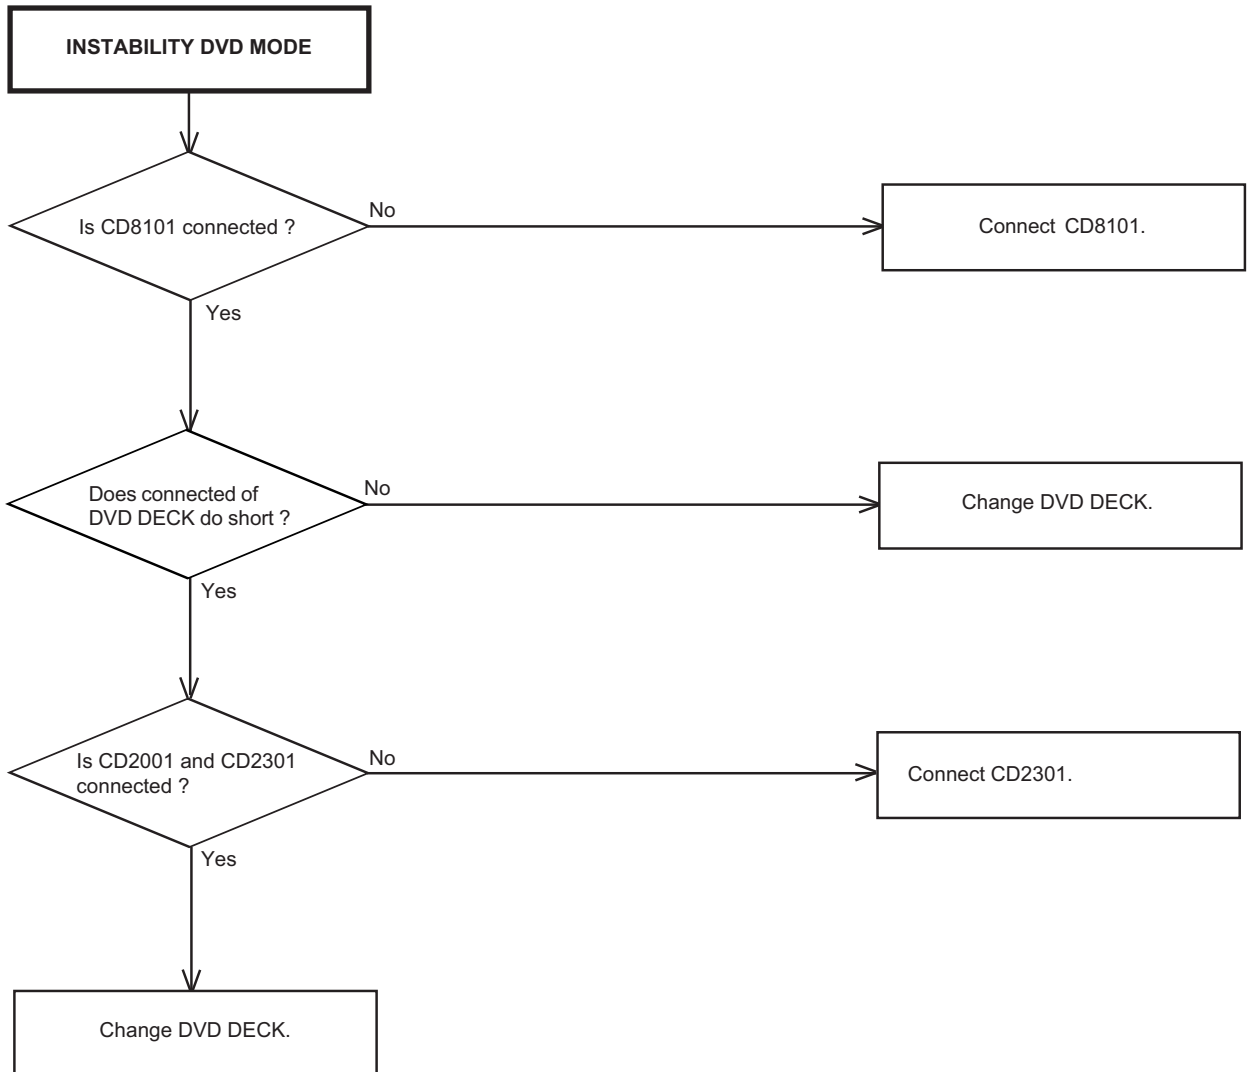 INSTABILITY DVD MODE
Is CD8101 connected ?
No
Connect CD8101.
Yes
Does connected of
DVD DECK do short ?
No
Change DVD DECK.
Yes
Is CD2001 and CD2301
connected ?
No
Connect CD2301.
Yes
Change DVD DECK.